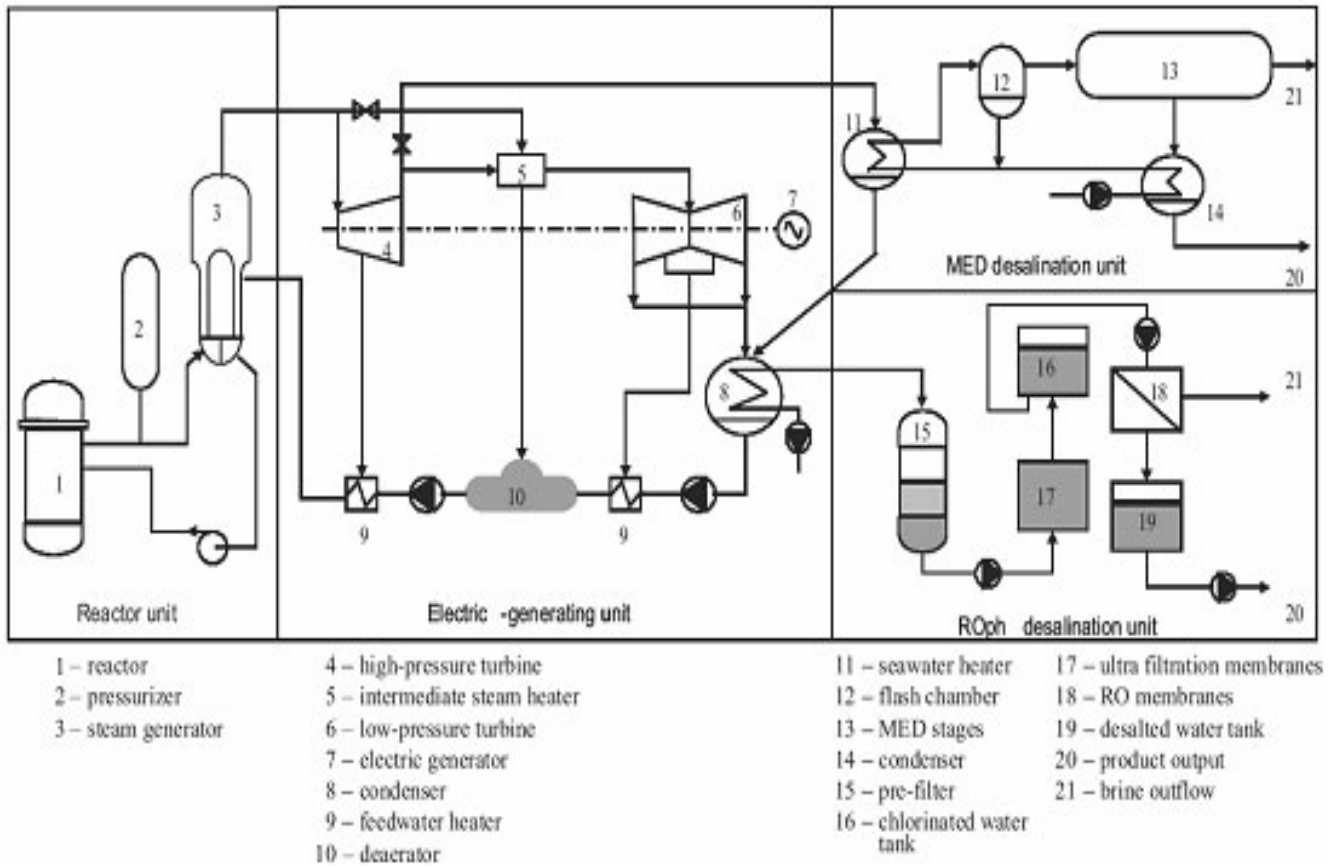 3
2
1
Reactor unit
4
5
6
7
8
9
10
9
Electric -generating unit
11
12
13
21
14
MED desalination unit
20
15
16
17
18
21
19
20
ROph desalination unit
1 – reactor
2 – pressurizer
3 – steam generator
4 – high-pressure turbine
5 – intermediate steam heater
6 – low-pressure turbine
7 – electric generator
8 – condenser
9 – feedwater heater
10 – deaerator
11 – seawater heater
12 – flash chamber
13 – MED stages
14 – condenser
15 – pre-filter
16 – chlorinated water
tank
17 – ultra filtration membranes
18 – RO membranes
19 – desalted water tank
20 – product output
21 – brine outflow